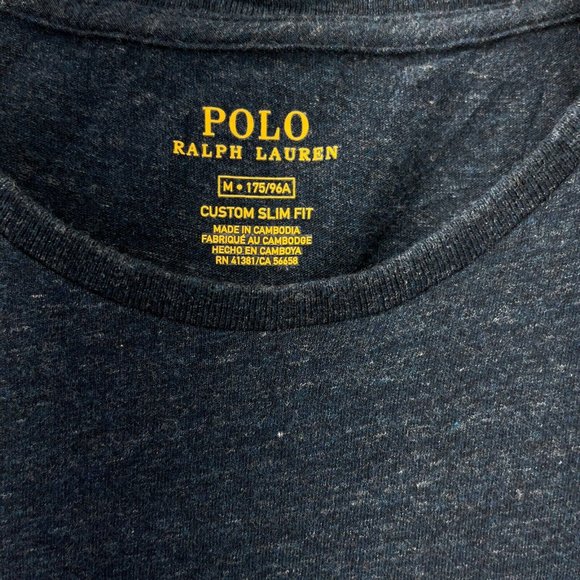 POLO
RALPH LAUREN
M • 175/96A
CUSTOM SLIM FIT
MADE IN CAMBODIA
FABRIQUÉ AU CAMBODGE
HECHO EN CAMBOYA
RN 41381/CA 56658